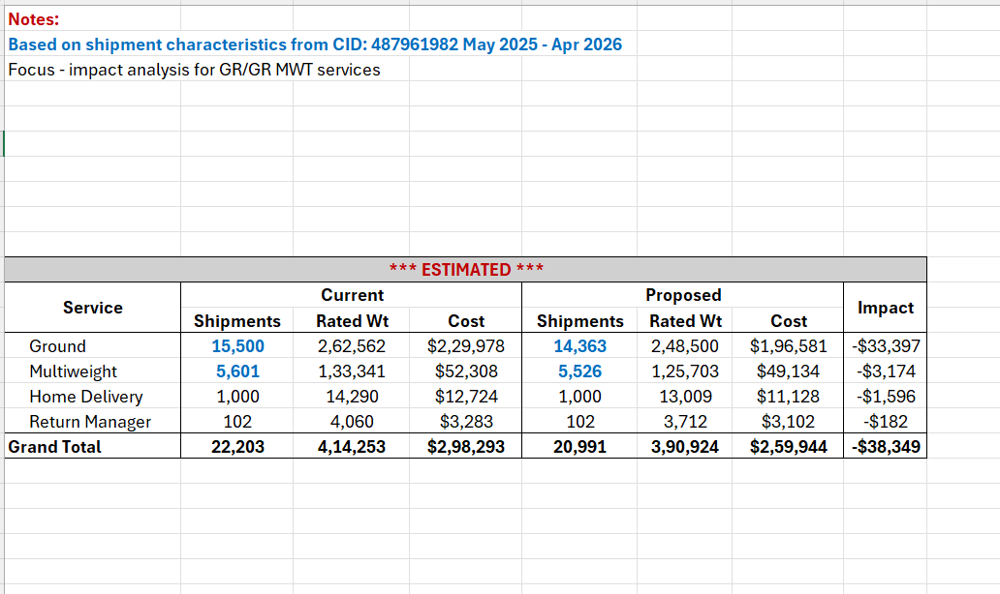 Notes:
Based on shipment characteristics from CID: 487961982 May 2025 - Apr 2026
Focus - impact analysis for GR/GR MWT services
*** ESTIMATED ***
Service Current Proposed Impact
Shipments Rated Wt Cost Shipments Rated Wt Cost
Ground 15,500 2,62,562 $2,29,978 14,363 2,48,500 $1,96,581 -$33,397
Multiweight 5,601 1,33,341 $52,308 5,526 1,25,703 $49,134 -$3,174
Home Delivery 1,000 14,290 $12,724 1,000 13,009 $11,128 -$1,596
Return Manager 102 4,060 $3,283 102 3,712 $3,102 -$182
Grand Total 22,203 4,14,253 $2,98,293 20,991 3,90,924 $2,59,944 -$38,349